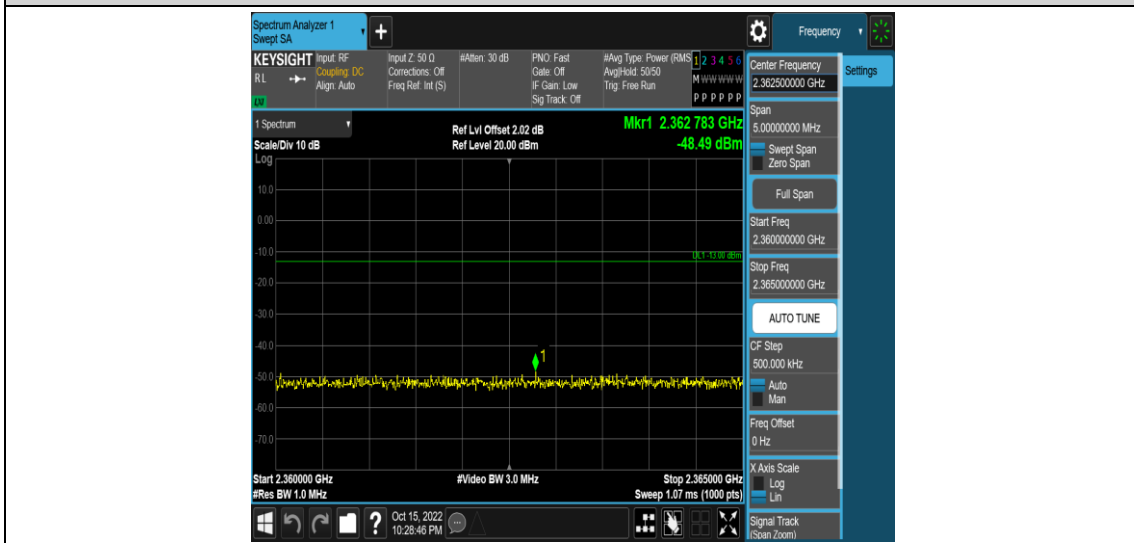 Spectrum Analyzer 1
Swept SA
+
Frequency
KEYSIGHT
RL
Input: RF
Coupling: DC
Align: Auto
Input Z: 50 Ω
Corrections: Off
Freq Ref: Int (S)
#Atten: 30 dB
PNO: Fast
Gate: Off
IF Gain: Low
Sig Track: Off
#Avg Type: Power (RMS
Avg|Hold: 50/50
Trig: Free Run
1 2 3 4 5 6
M W W W W W
P P P P P P
1 Spectrum
Scale/Div 10 dB
Ref Lvl Offset 2.02 dB
Ref Level 20.00 dBm
Mkr1 2.362 783 GHz
-48.49 dBm
Log
10.0
0.00
-10.0
DL1 -13.00 dBm
-20.0
-30.0
-40.0
1
-50.0
-60.0
-70.0
Start 2.360000 GHz
#Video BW 3.0 MHz
Stop 2.365000 GHz
#Res BW 1.0 MHz
Sweep 1.07 ms (1000 pts)
?
Oct 15, 2022
10:28:46 PM
Center Frequency
2.362500000 GHz
Settings
Span
5.00000000 MHz
Swept Span
Zero Span
Full Span
Start Freq
2.360000000 GHz
Stop Freq
2.365000000 GHz
AUTO TUNE
CF Step
500.000 kHz
Auto
Man
Freq Offset
0 Hz
X Axis Scale
Log
Lin
Signal Track
(Span Zoom)